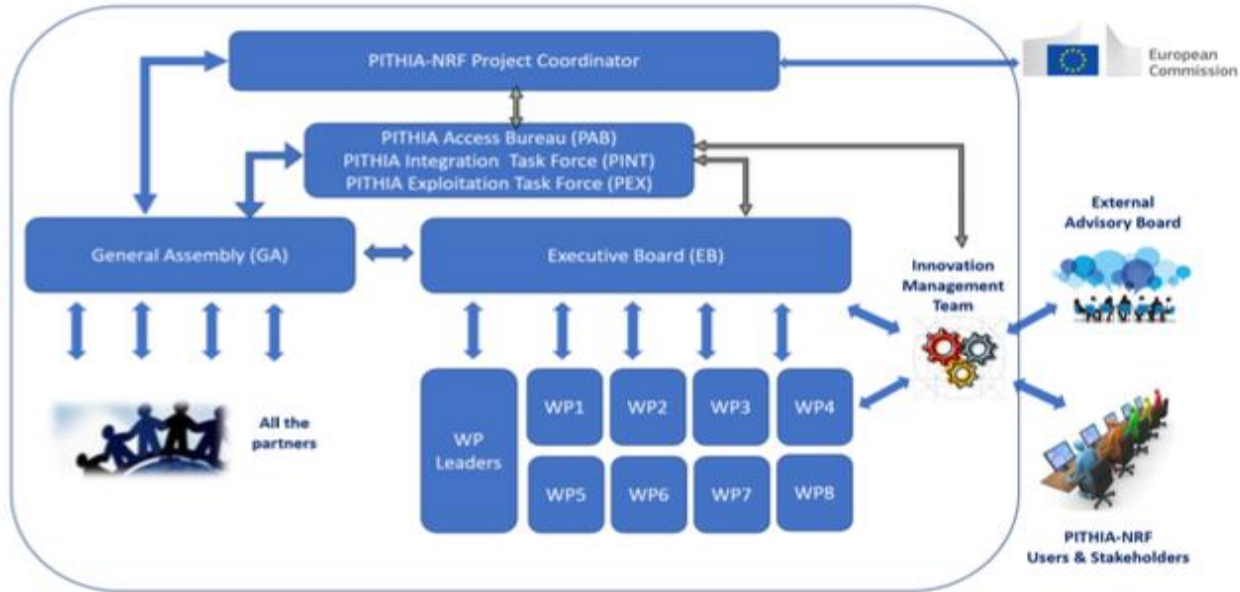 PITHIA-NRF Project Coordinator
European
Commission
PITHIA Access Bureau (PAB)
PITHIA Integration Task Force (PINT)
PITHIA Exploitation Task Force (PEX)
General Assembly (GA)
Executive Board (EB)
Innovation
Management
Team
External
Advisory Board
All the
partners
WP
Leaders
WP1
WP2
WP3
WP4
WP5
WP6
WP7
WP8
PITHIA-NRF
Users & Stakeholders